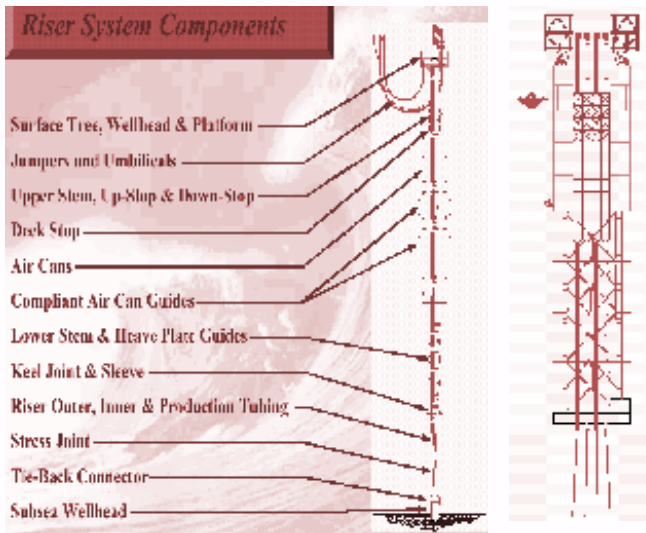 Riser System Components
Surface Tree, Wellhead & Platform
Jumpers and Umbilicals
Upper Stem, Up-Stop & Down-Stop
Dock Stop
Air Cans
Compliant Air Can Guides
Lower Stem & Heave Plate Guides
Keel Joint & Sleeve
Riser Outer, Inner & Production Tubing
Stress Joint
Tie-Back Connector
Subsea Wellhead